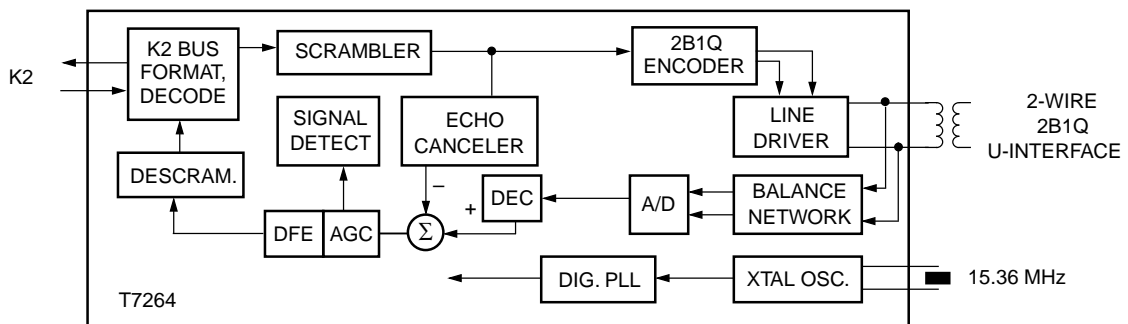 K2
K2 BUS
FORMAT,
DECODE
SCRAMBLER
2B1Q
ENCODER
SIGNAL
DETECT
ECHO
CANCELER
LINE
DRIVER
2-WIRE
2B1Q
U-INTERFACE
DESCRAM.
–
+
DEC
A/D
BALANCE
NETWORK
DFE
AGC
Σ
DIG. PLL
XTAL OSC.
15.36 MHz
T7264